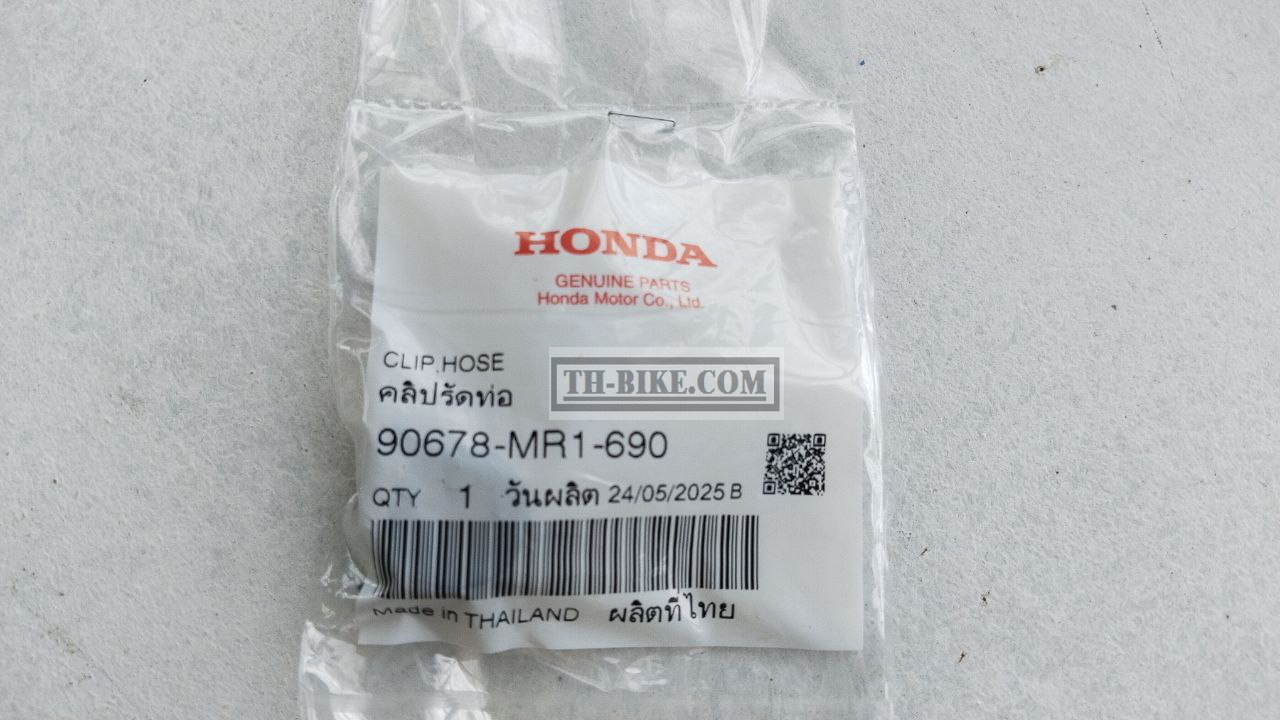 HONDA
GENUINE PARTS
Honda Motor Co., Ltd.
CLIP,HOSE
คลิปรัดท่อ
TH-BIKE.COM
90678-MR1-690
QTY 1 วันผลิต 24/05/2025 B
Made in THAILAND ผลิตที่ไทย